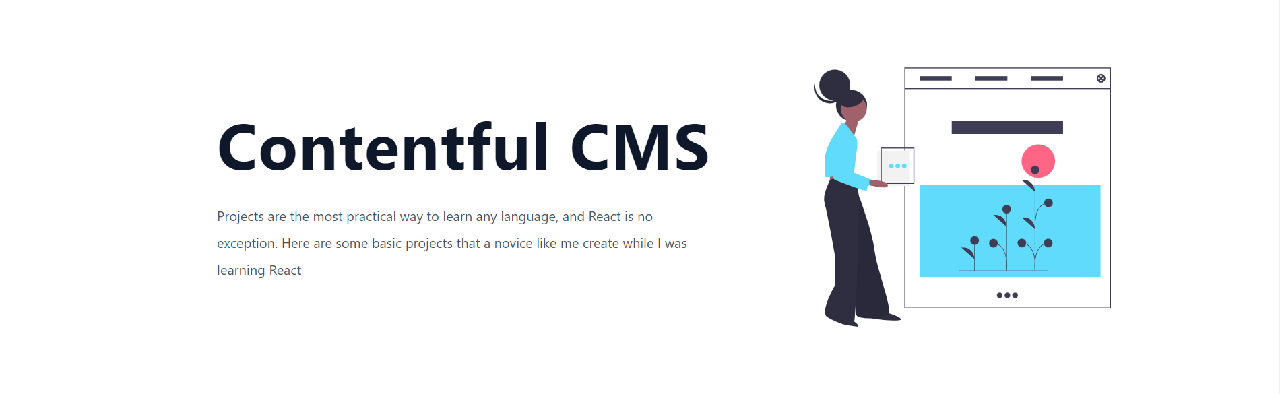 Contentful CMS
Projects are the most practical way to learn any language, and React is no
exception. Here are some basic projects that a novice like me create while I was
learning React